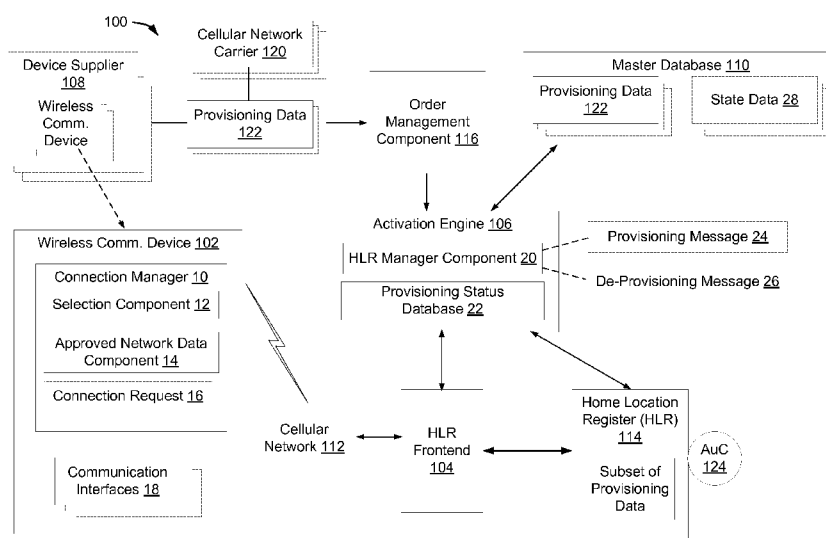 100
Cellular Network
Carrier 120
Device Supplier
108
Wireless
Comm.
Device
Provisioning Data
122
Order
Management
Component 116
Master Database 110
Provisioning Data
122
State Data 28
Activation Engine 106
HLR Manager Component 20
Provisioning Status
Database 22
Provisioning Message 24
De-Provisioning Message 26
Wireless Comm. Device 102
Connection Manager 10
Selection Component 12
Approved Network Data
Component 14
Connection Request 16
Communication
Interfaces 18
Cellular
Network 112
HLR
Frontend
104
Home Location
Register (HLR)
114
Subset of
Provisioning
Data
AuC
124